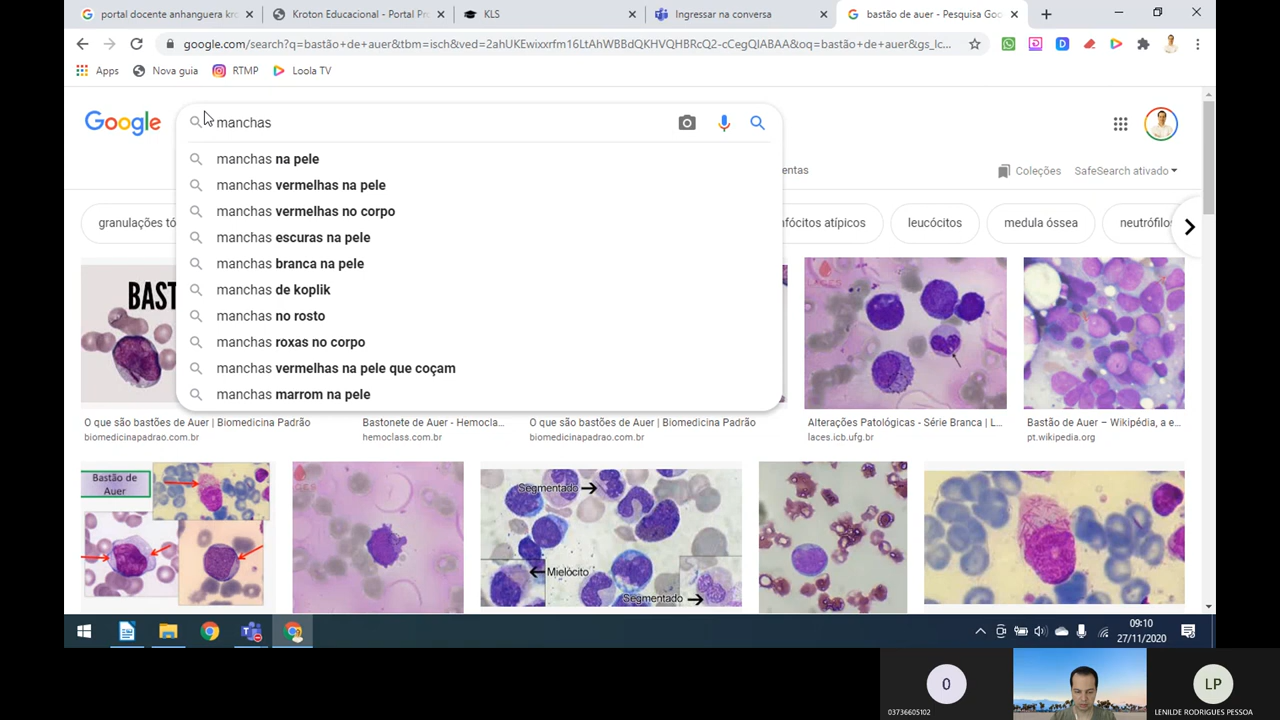 portal docente anhanguera kro
Kroton Educacional - Portal Pro
KLS
Ingressar na conversa
bastão de auer - Pesquisa Goo
google.com/search?q=bastão+de+auer&tbm=isch&ved=2ahUKEwixxrfm16LtAhWBBdQKHVQHBRcQ2-cCegQIABAA&oq=bastão+de+auer&gs_lc...
Apps
Nova guia
RTMP
Loola TV
Google
manchas
manchas na pele
manchas vermelhas na pele
manchas vermelhas no corpo
manchas escuras na pele
manchas branca na pele
manchas de koplik
manchas no rosto
manchas roxas no corpo
manchas vermelhas na pele que coçam
manchas marrom na pele
entas
Coleções
SafeSearch ativado
granulações tó
nfócitos atípicos
leucócitos
medula óssea
neutrófilos
BAST
O que são bastões de Auer | Biomedicina Padrão
biomedicinapadrao.com.br
Bastonete de Auer - Hemocla...
hemoclass.com.br
O que são bastões de Auer | Biomedicina Padrão
biomedicinapadrao.com.br
Alterações Patológicas - Série Branca | L...
laces.icb.ufg.br
Bastão de Auer – Wikipédia, a e...
pt.wikipedia.org
Bastão de
Auer
Segmentado
Mielócito
Segmentado
09:10
27/11/2020
0
03736605102
LP
LENILDE RODRIGUES PESSOA